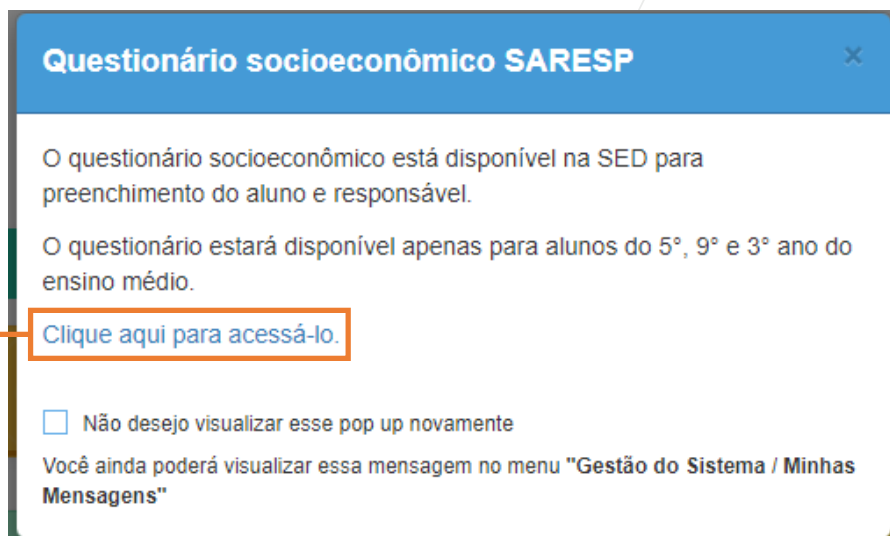 Questionário socioeconômico SARESP
×
O questionário socioeconômico está disponível na SED para
preenchimento do aluno e responsável.
O questionário estará disponível apenas para alunos do 5°, 9° e 3° ano do
ensino médio.
Clique aqui para acessá-lo.
Não desejo visualizar esse pop up novamente
Você ainda poderá visualizar essa mensagem no menu "Gestão do Sistema / Minhas
Mensagens"